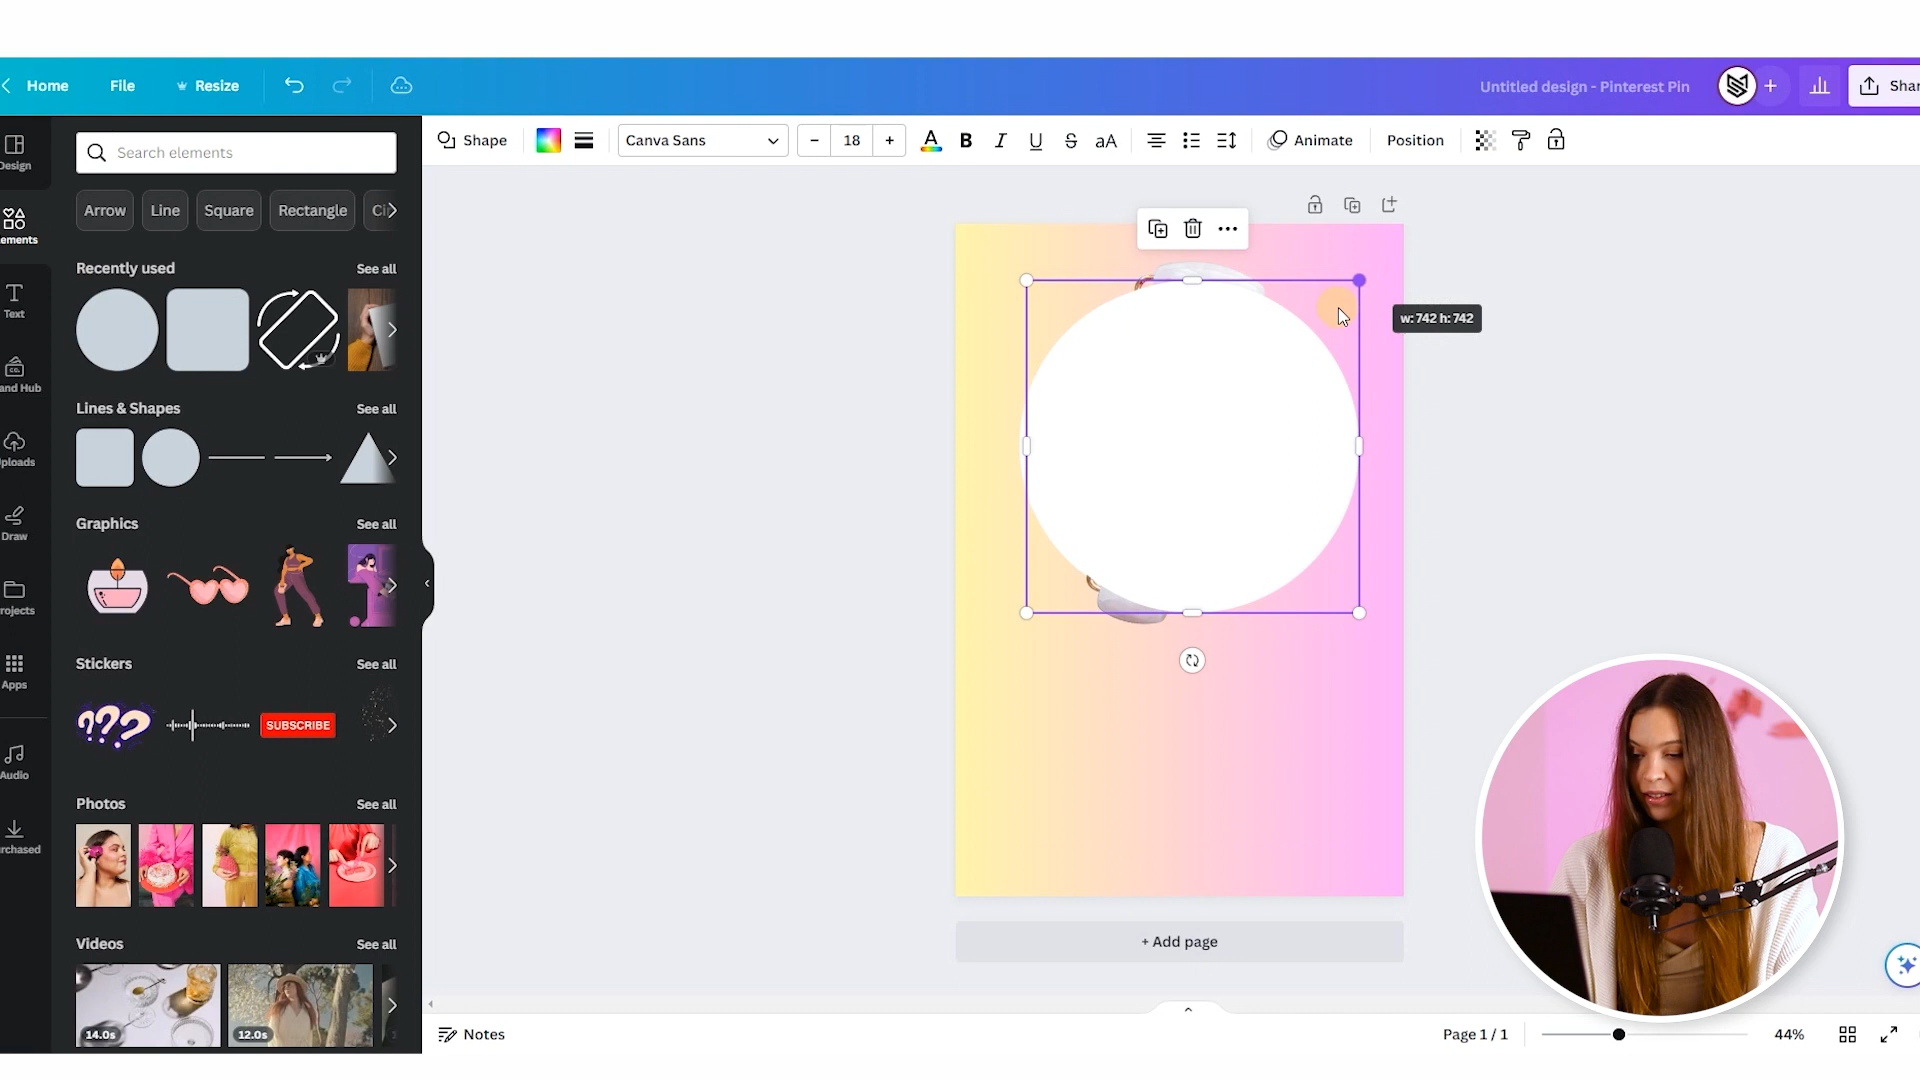 Home
File
Resize
Untitled design - Pinterest Pin
Shar
Design
ements
Text
and Hub
ploads
Draw
rojects
Apps
Audio
rchased
Search elements
Arrow
Line
Square
Rectangle
Ci
Recently used
See all
Lines & Shapes
See all
Graphics
See all
Stickers
See all
???
SUBSCRIBE
Photos
See all
Videos
See all
14.0s
12.0s
Shape
Canva Sans
– 18 +
A B I U S aA
Animate
Position
w: 742 h: 742
+ Add page
Notes
Page 1 / 1
44%